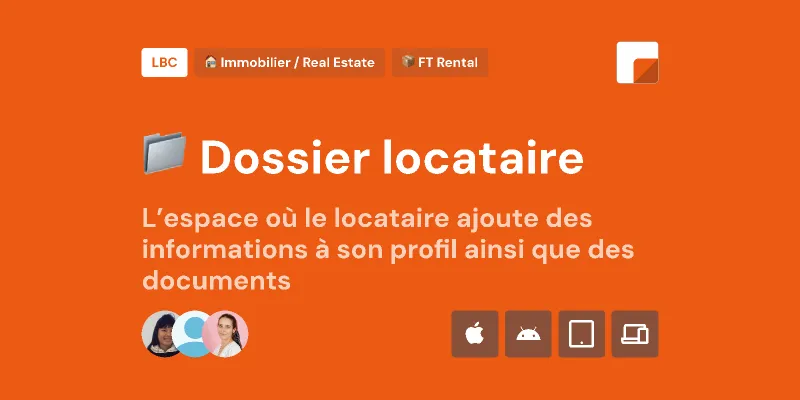 LBC
Immobilier / Real Estate
FT Rental
Dossier locataire
L’espace où le locataire ajoute des
informations à son profil ainsi que des
documents